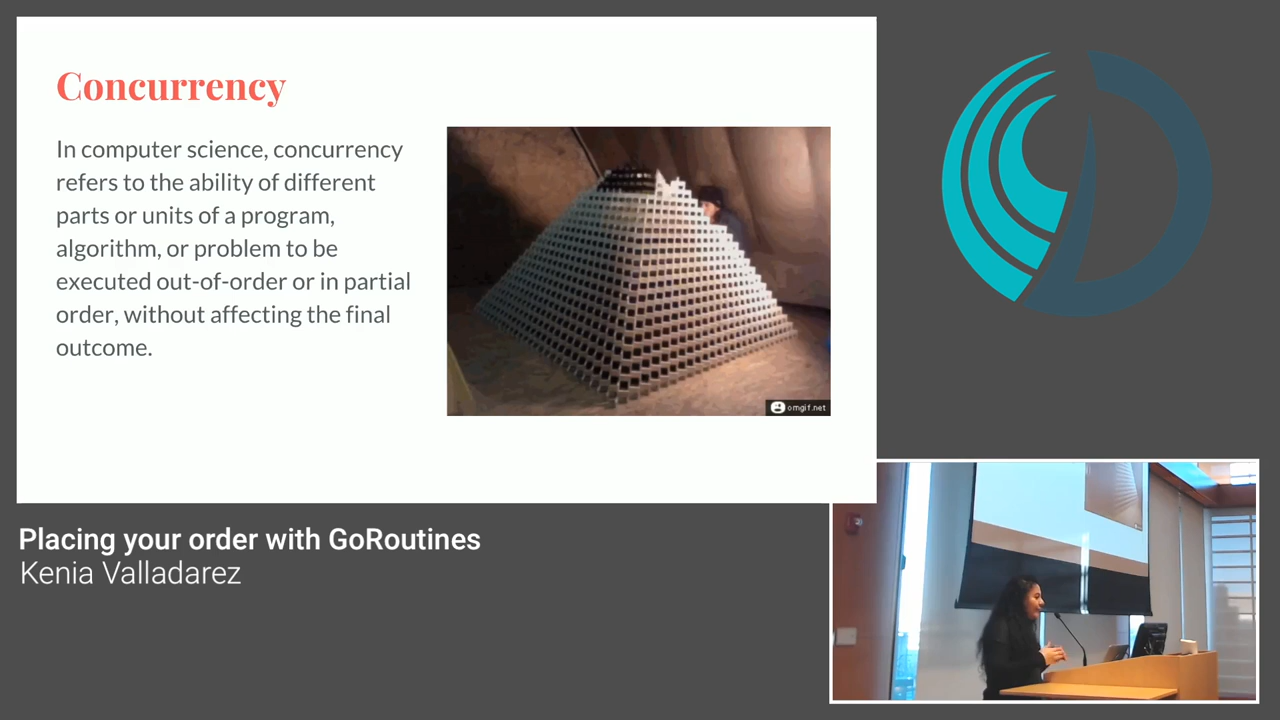 Concurrency
In computer science, concurrency
refers to the ability of different
parts or units of a program,
algorithm, or problem to be
executed out-of-order or in partial
order, without affecting the final
outcome.
omgif.net
Placing your order with GoRoutines
Kenia Valladarez